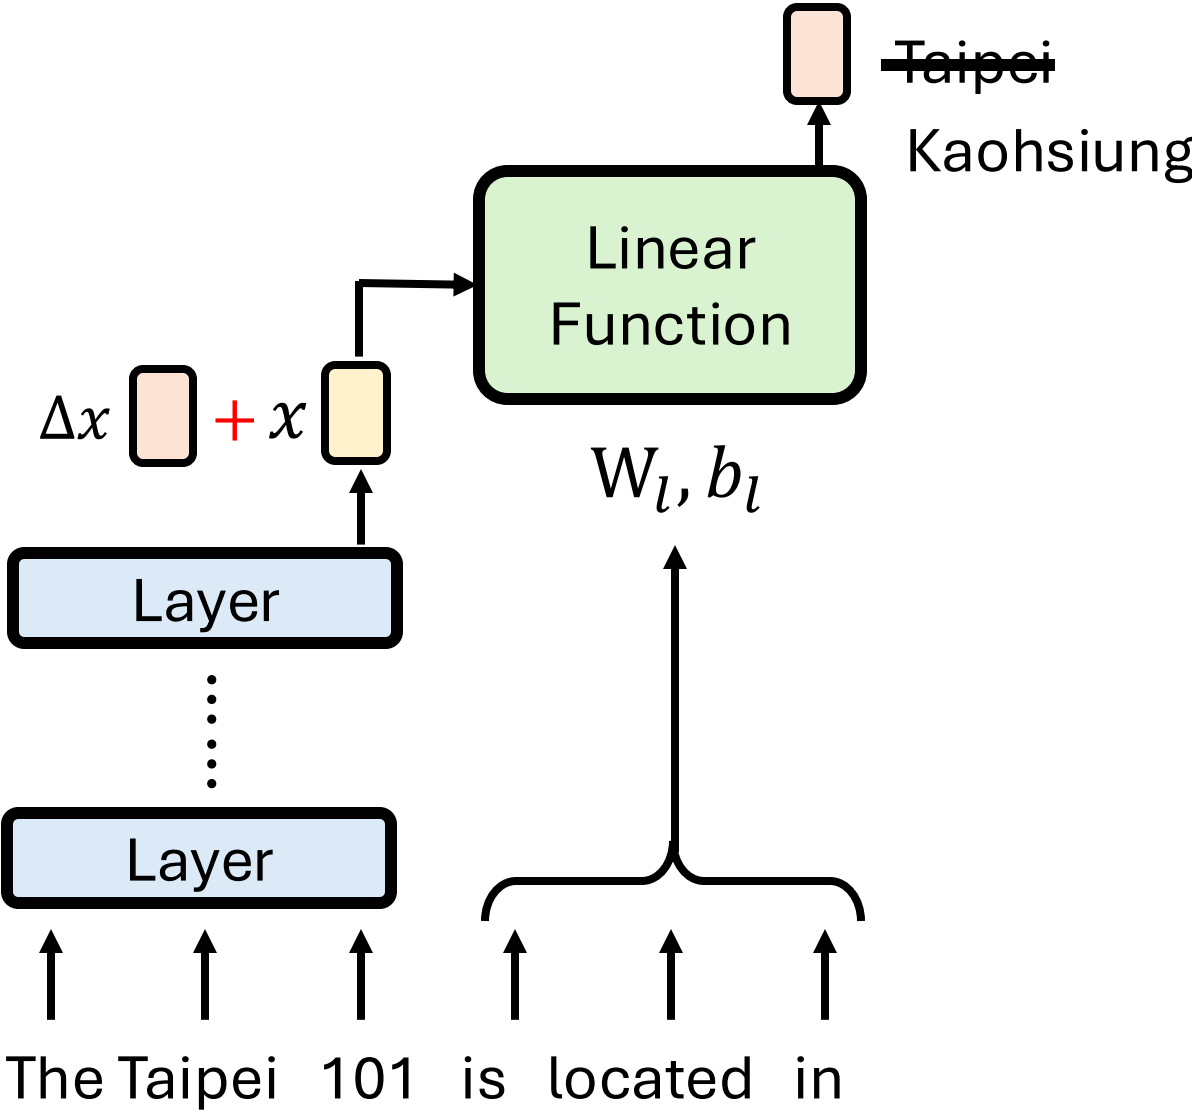 Taipei
Kaohsiung
Linear
Function
Δx + x
W_l, b_l
Layer
Layer
The Taipei 101 is located in